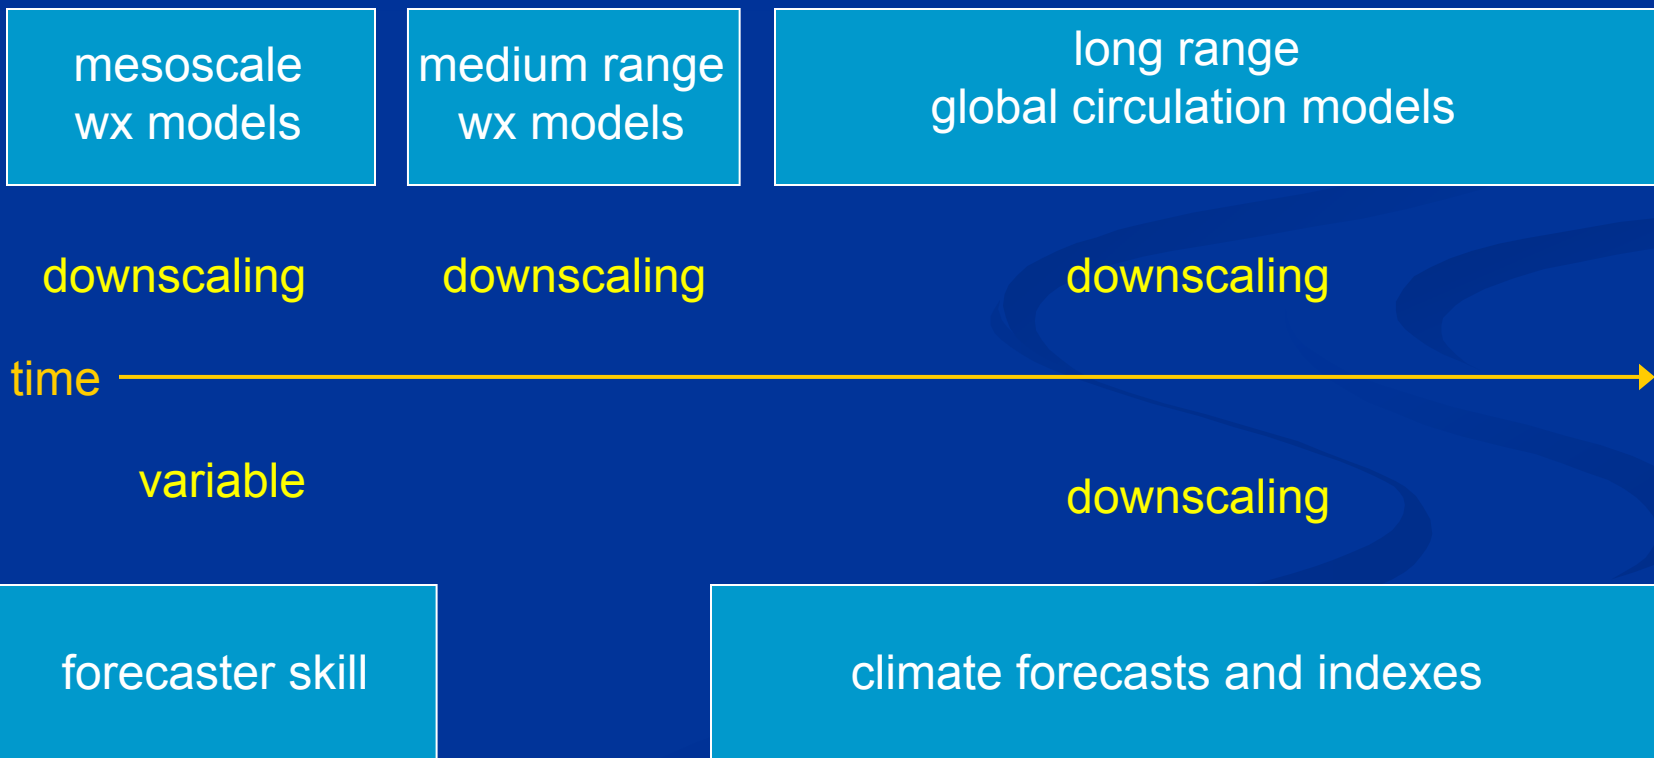 mesoscale
wx models
medium range
wx models
long range
global circulation models
downscaling
downscaling
downscaling
time
variable
downscaling
forecaster skill
climate forecasts and indexes